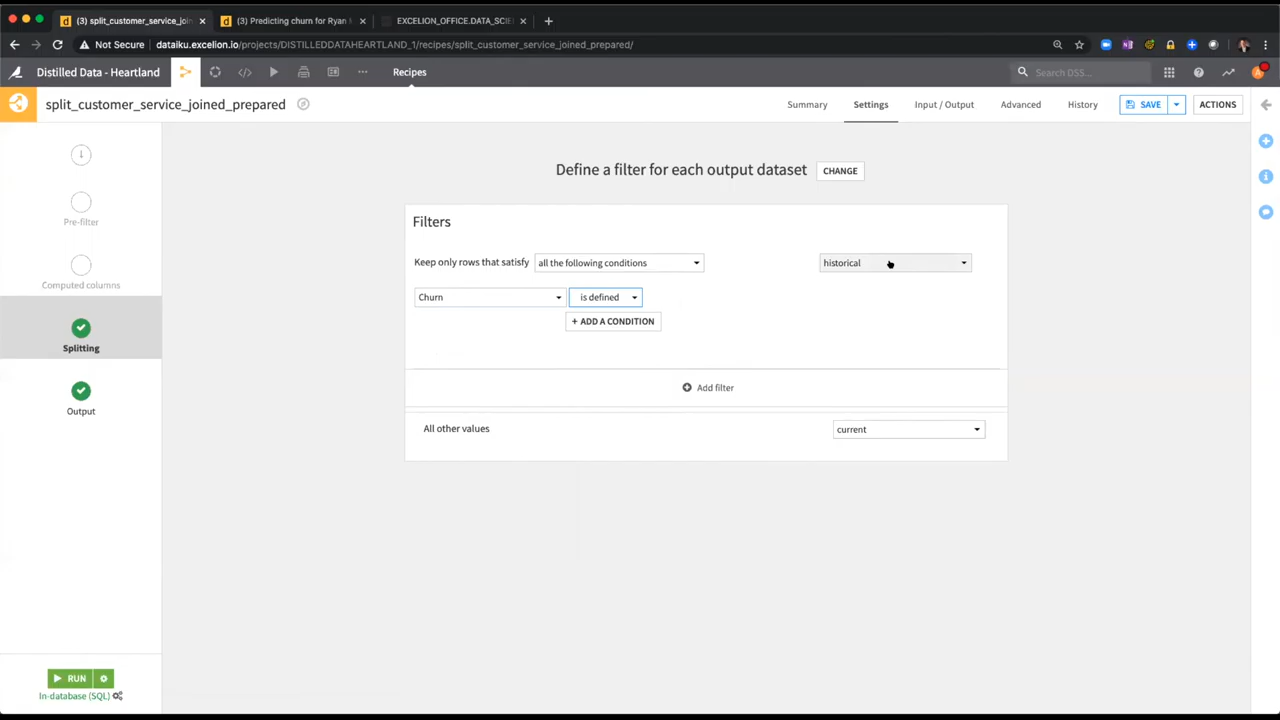 (3) split_customer_service_join
(3) Predicting churn for Ryan M
EXCELION_OFFICE.DATA_SCIE
Not Secure
dataiku.excelion.io/projects/DISTILLEDDATAHEARTLAND_1/recipes/split_customer_service_joined_prepared/
Distilled Data - Heartland
Recipes
Search DSS...
split_customer_service_joined_prepared
Summary
Settings
Input / Output
Advanced
History
SAVE
ACTIONS
Define a filter for each output dataset
CHANGE
Pre-filter
Computed columns
Splitting
Output
Filters
Keep only rows that satisfy
all the following conditions
historical
Churn
is defined
+ ADD A CONDITION
Add filter
All other values
current
RUN
In-database (SQL)